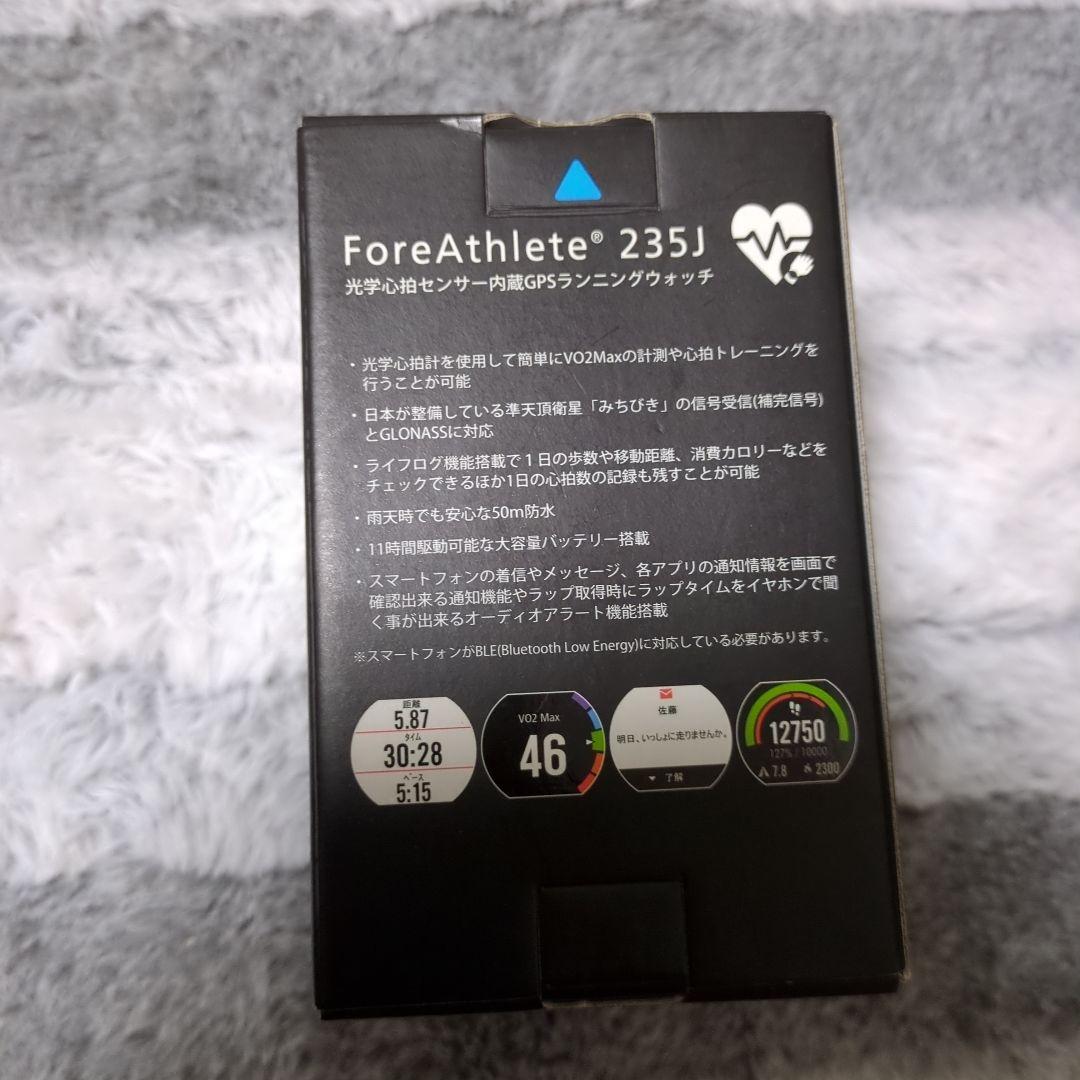 ForeAthlete® 235J
光学心拍センサー内蔵GPSランニングウォッチ
・光学心拍計を使用して簡単にVO2Maxの計測や心拍トレーニングを
行うことが可能
・日本が整備している準天頂衛星「みちびき」の信号受信(補完信号)
とGLONASSに対応
・ライフログ機能搭載で1日の歩数や移動距離、消費カロリーなどを
チェックできるほか1日の心拍数の記録も残すことが可能
・雨天時でも安心な50m防水
・11時間駆動可能な大容量バッテリー搭載
・スマートフォンの着信やメッセージ、各アプリの通知情報を画面で
確認出来る通知機能やラップ取得時にラップタイムをイヤホンで聞
く事が出来るオーディオアラート機能搭載
※スマートフォンがBLE(Bluetooth Low Energy)に対応している必要があります。
距離
5.87
タイム
30:28
ペース
5:15
VO2 Max
46
佐藤
明日、いっしょに走りませんか。
了解
12750
127% / 10000
7.8
2300